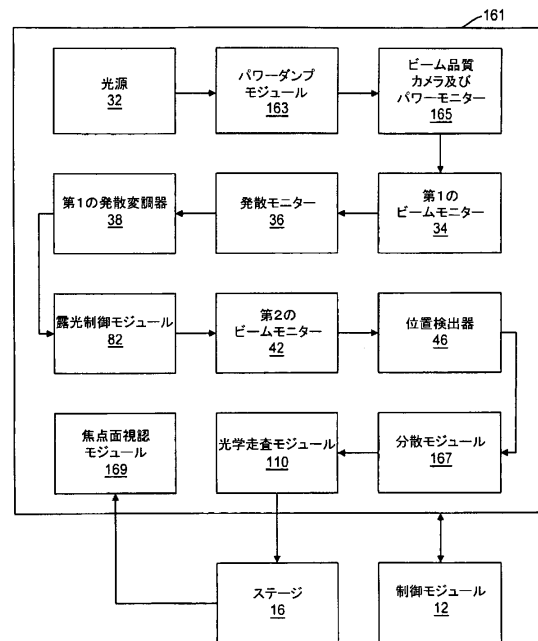 161
光源
32
パワーダンプ
モジュール
163
ビーム品質
カメラ及び
パワーモニター
165
第1の発散変調器
38
発散モニター
36
第1の
ビームモニター
34
露光制御モジュール
82
第2の
ビームモニター
42
位置検出器
46
焦点面視認
モジュール
169
光学走査モジュール
110
分散モジュール
167
ステージ
16
制御モジュール
12